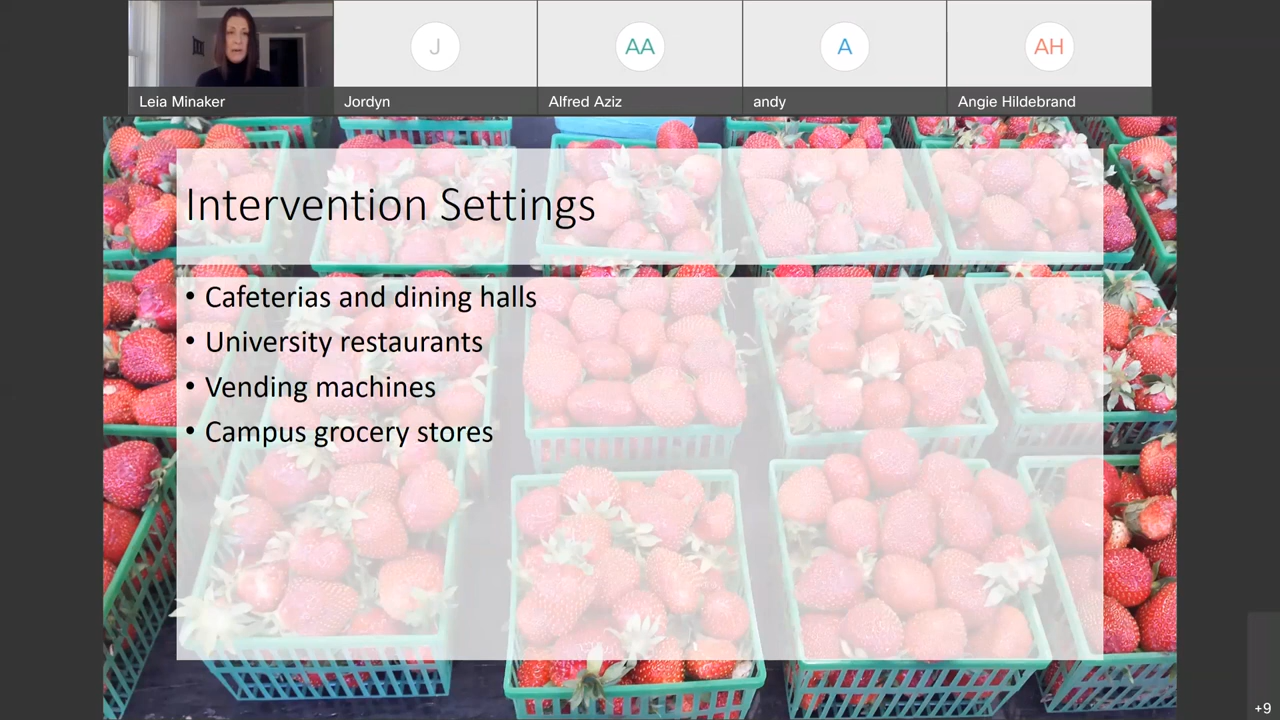 J
AA
A
AH
Leia Minaker
Jordyn
Alfred Aziz
andy
Angie Hildebrand
Intervention Settings
• Cafeterias and dining halls
• University restaurants
• Vending machines
• Campus grocery stores
+9